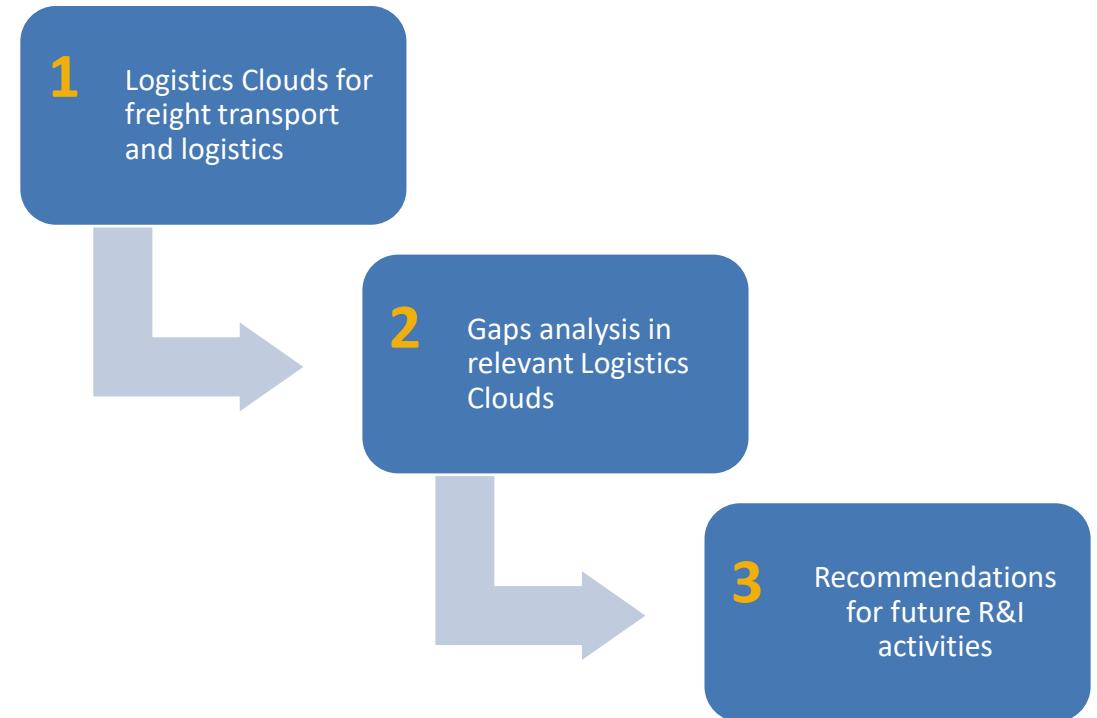 1
Logistics Clouds for
freight transport
and logistics
2
Gaps analysis in
relevant Logistics
Clouds
3
Recommendations
for future R&I
activities